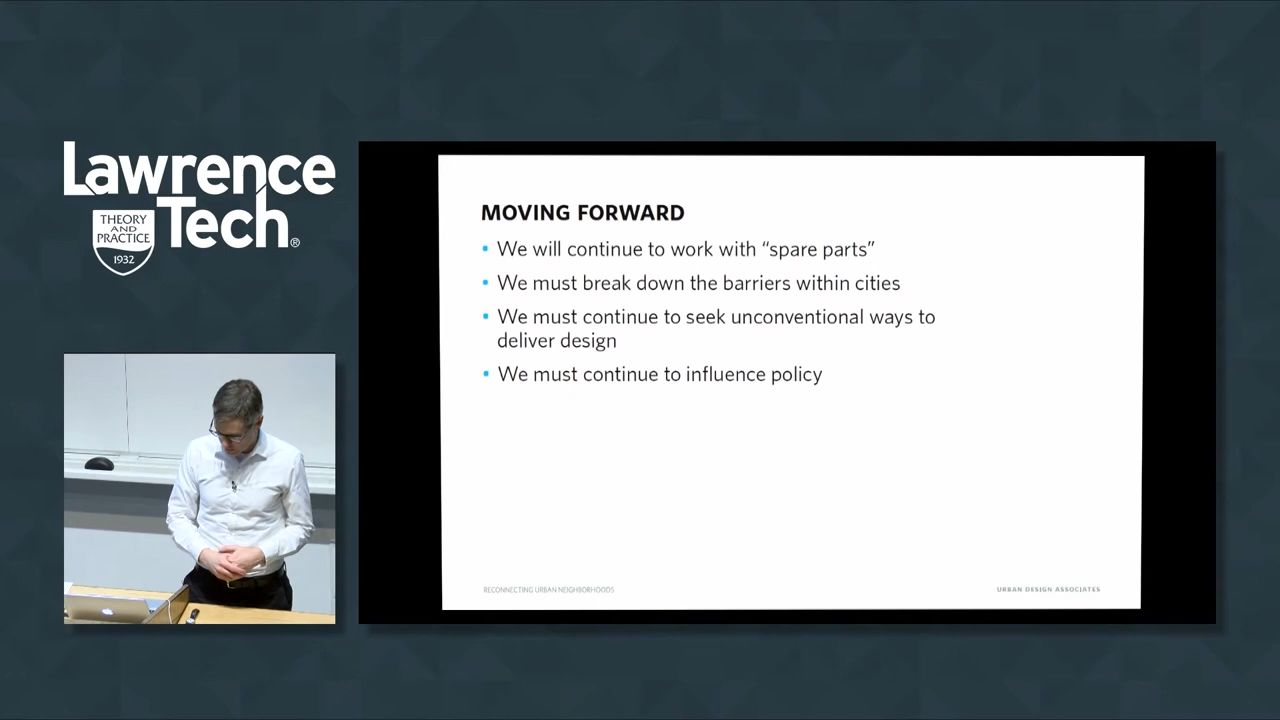 Lawrence
Tech®
THEORY
AND
PRACTICE
1932
MOVING FORWARD
• We will continue to work with “spare parts”
• We must break down the barriers within cities
• We must continue to seek unconventional ways to
deliver design
• We must continue to influence policy
RECONNECTING URBAN NEIGHBORHOODS
URBAN DESIGN ASSOCIATES